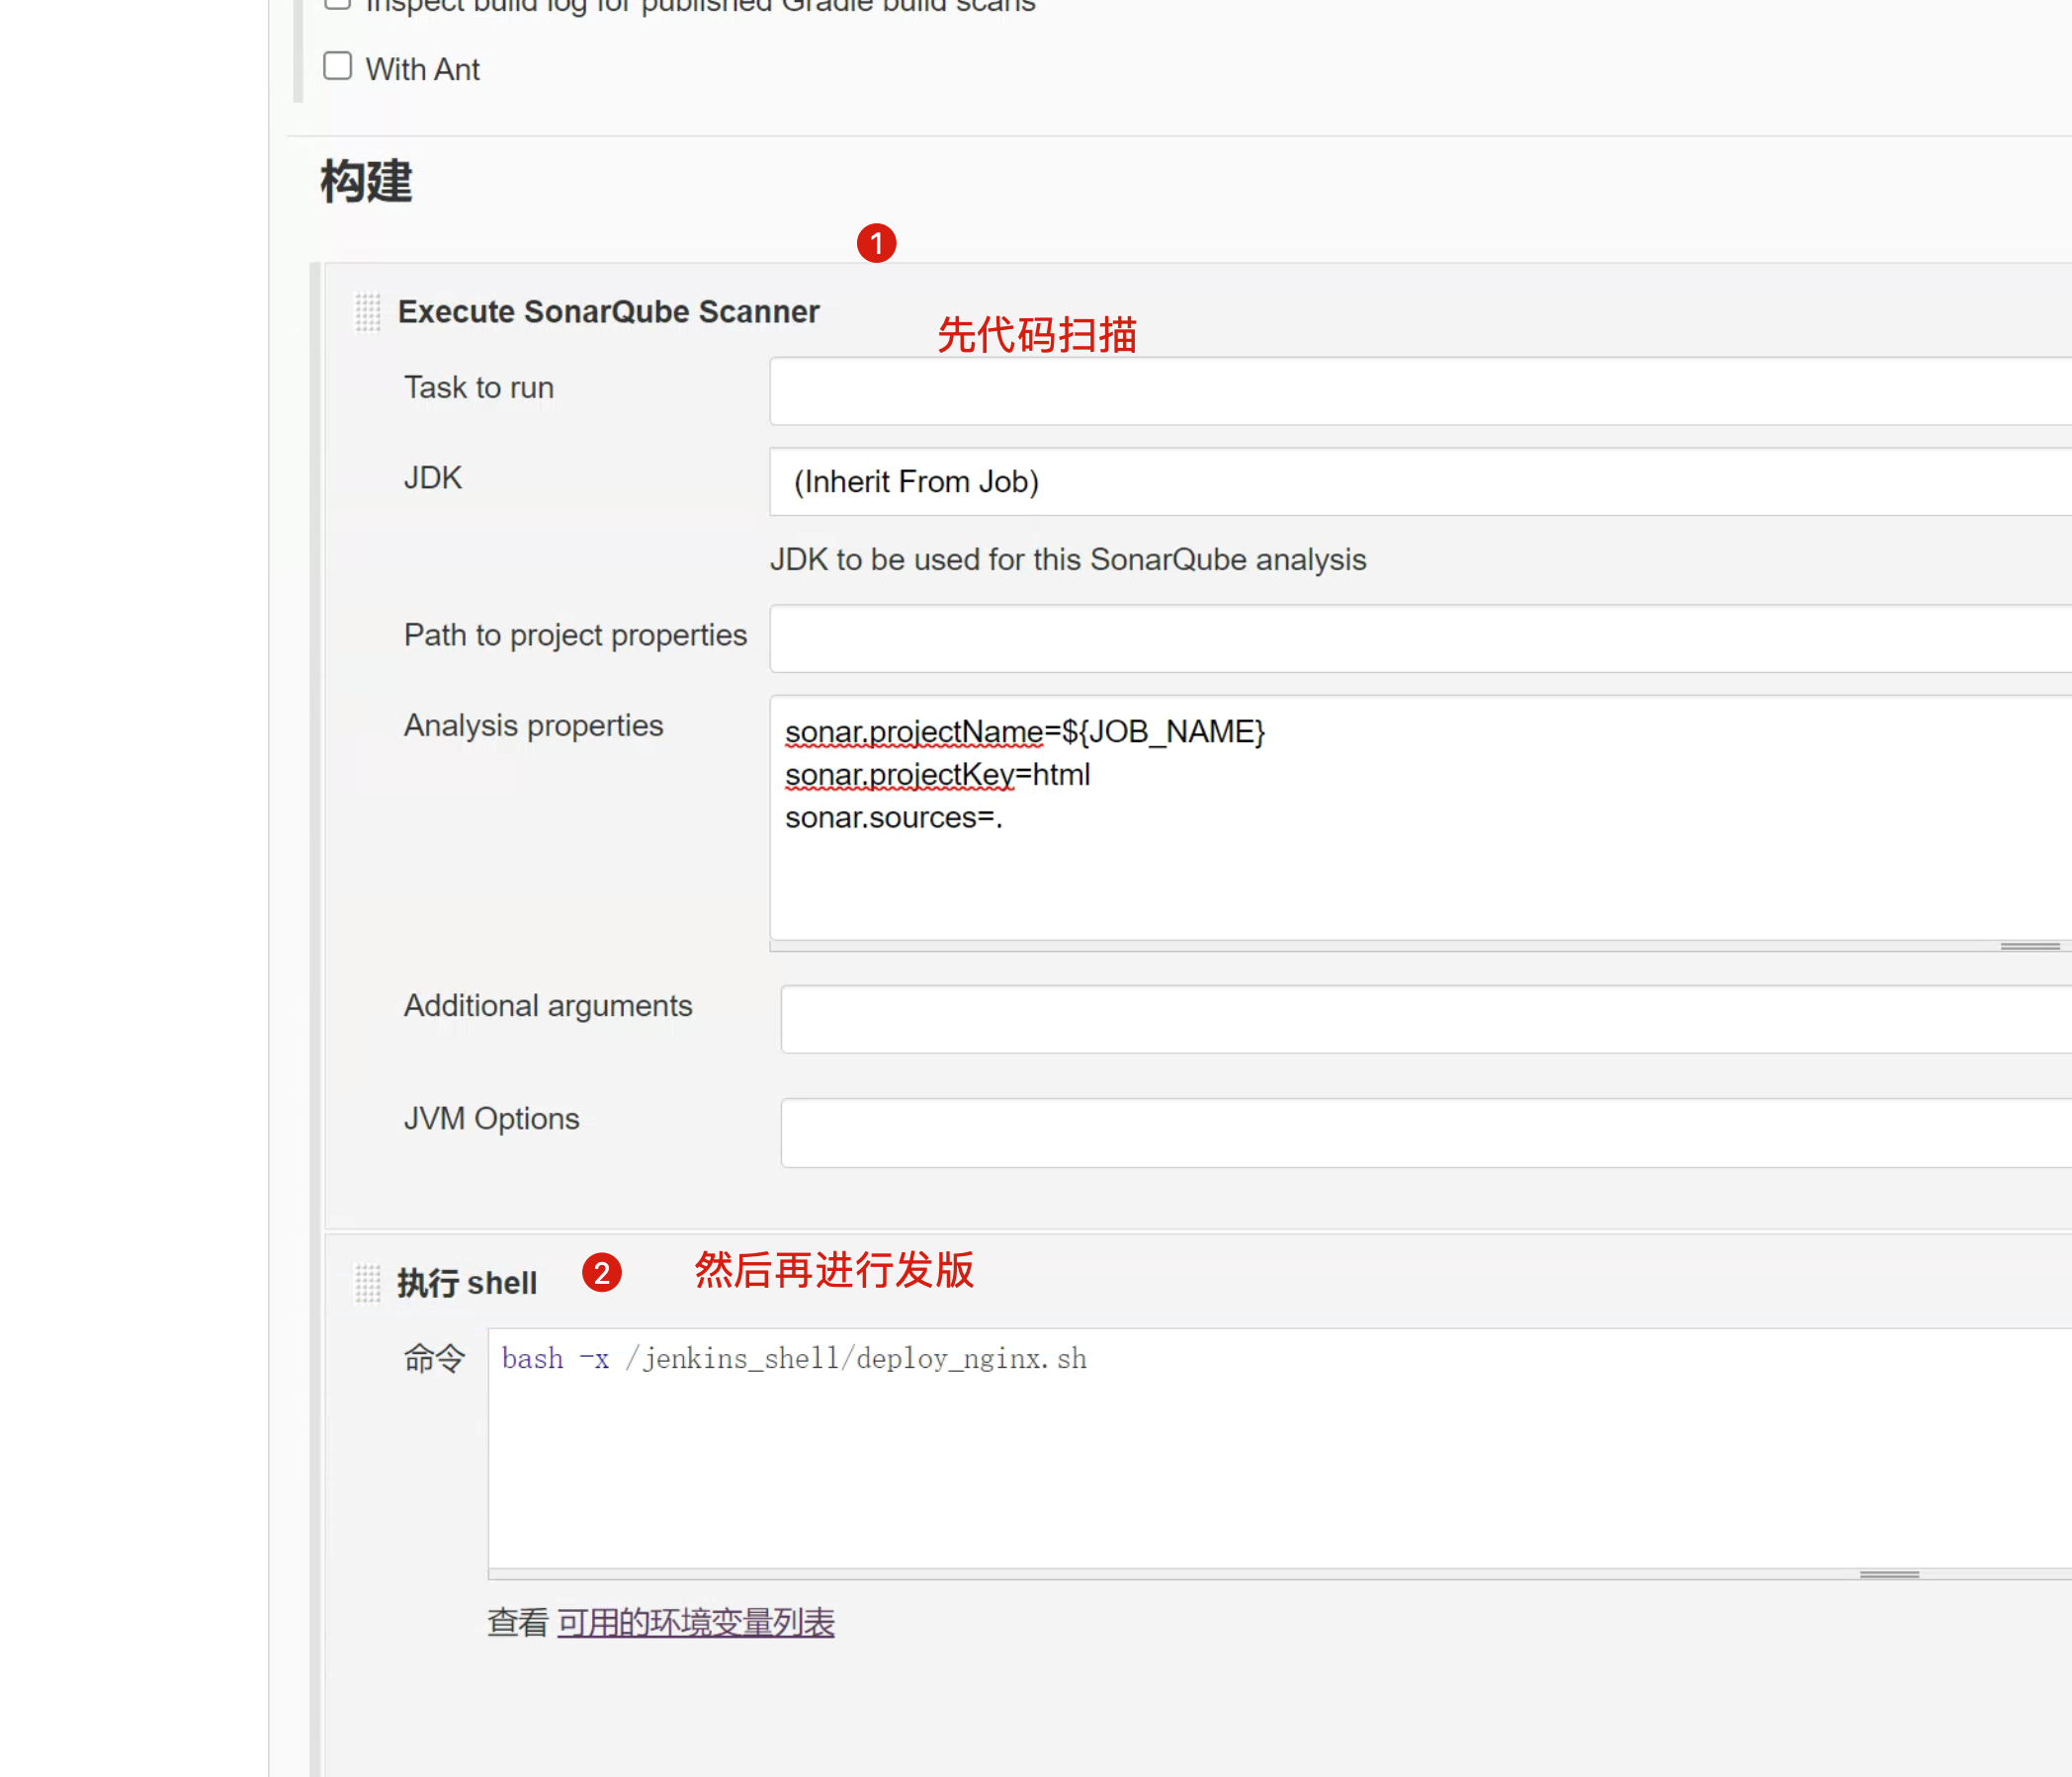 Inspect build log for published Gradle build scans
With Ant
构建
1
Execute SonarQube Scanner
先代码扫描
Task to run
JDK
(Inherit From Job)
JDK to be used for this SonarQube analysis
Path to project properties
Analysis properties
sonar.projectName=${JOB_NAME}
sonar.projectKey=html
sonar.sources=.
Additional arguments
JVM Options
执行 shell 2 然后再进行发版
命令
bash -x /jenkins_shell/deploy_nginx.sh
查看 可用的环境变量列表